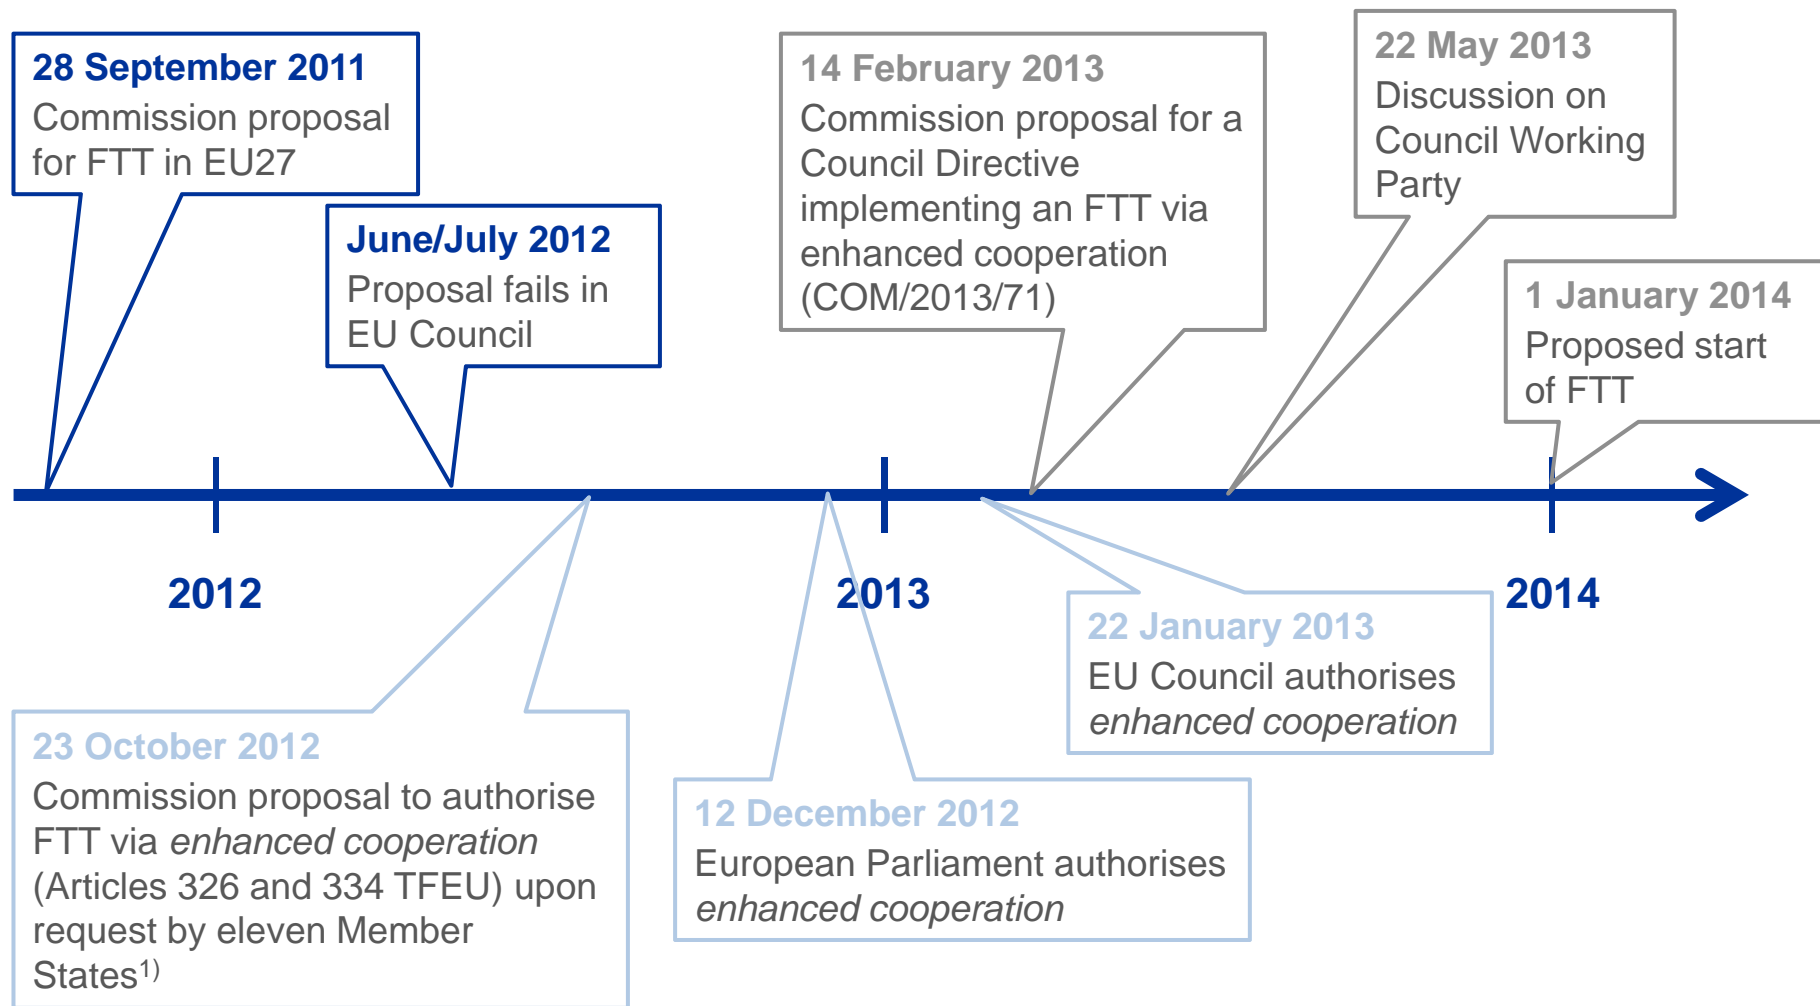 28 September 2011
Commission proposal
for FTT in EU27
June/July 2012
Proposal fails in
EU Council
14 February 2013
Commission proposal for a
Council Directive
implementing an FTT via
enhanced cooperation
(COM/2013/71)
22 May 2013
Discussion on
Council Working
Party
1 January 2014
Proposed start
of FTT
2012
2013
2014
23 October 2012
Commission proposal to authorise
FTT via enhanced cooperation
(Articles 326 and 334 TFEU) upon
request by eleven Member
States¹⁾
12 December 2012
European Parliament authorises
enhanced cooperation
22 January 2013
EU Council authorises
enhanced cooperation